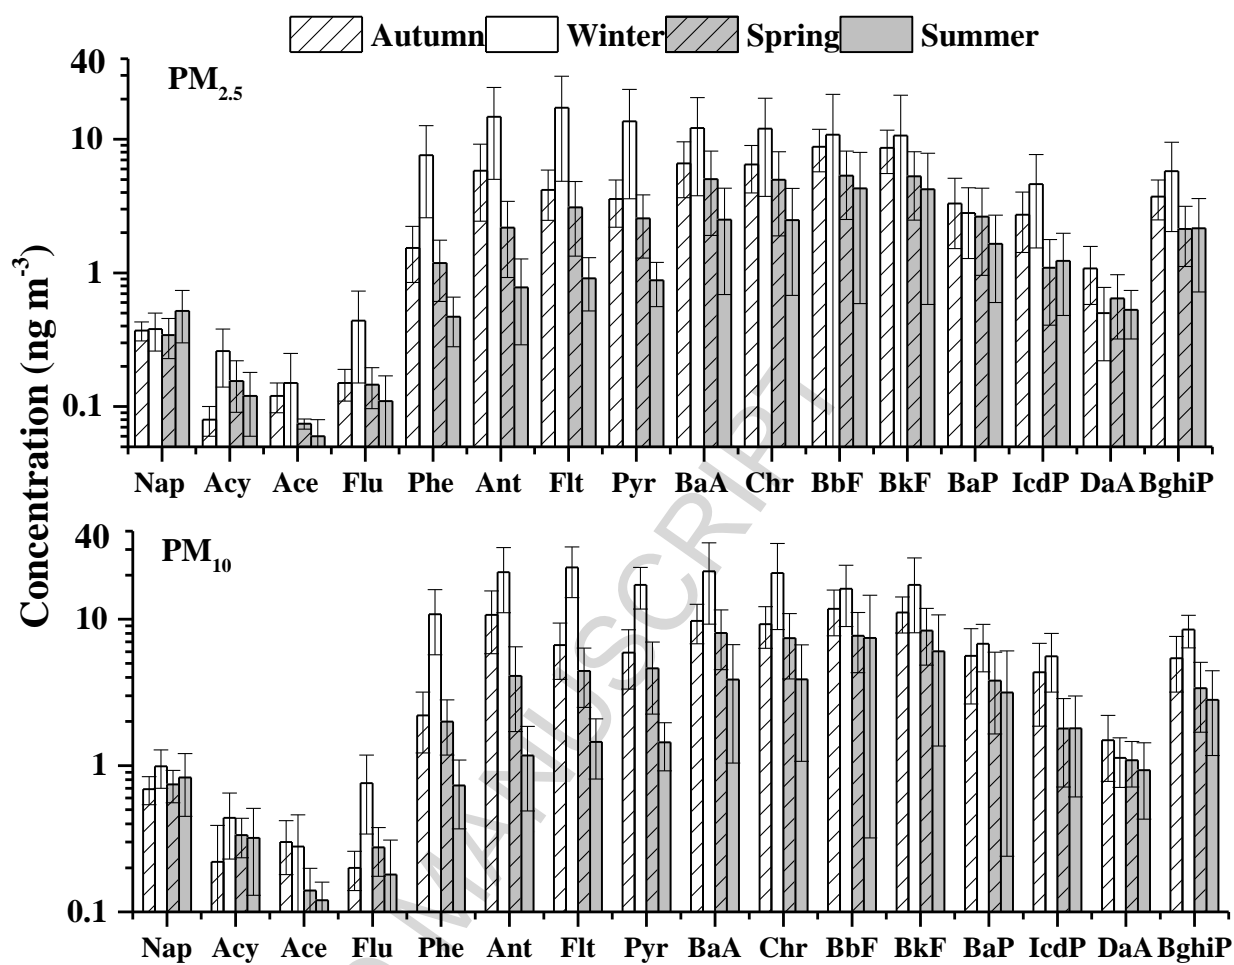 Autumn Winter Spring Summer
PM2.5
40
10
1
0.1
Nap Acy Ace Flu Phe Ant Flt Pyr BaA Chr BbF BkF BaP IcdP DaA BghiP
Concentration (ng m-3)
PM10
40
10
1
0.1
Nap Acy Ace Flu Phe Ant Flt Pyr BaA Chr BbF BkF BaP IcdP DaA BghiP
MANUSCRIPT